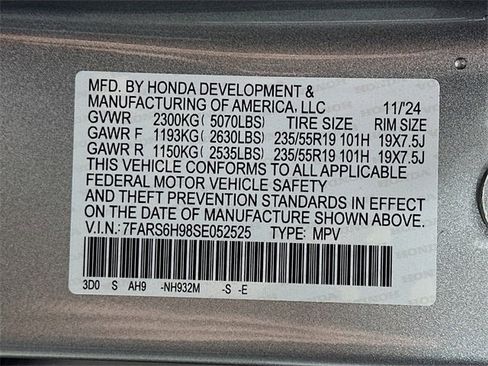 MFD. BY HONDA DEVELOPMENT &
MANUFACTURING OF AMERICA, LLC 11/'24
GVWR 2300KG ( 5070LBS) TIRE SIZE RIM SIZE
GAWR F 1193KG ( 2630LBS) 235/55R19 101H 19X7.5J
GAWR R 1150KG ( 2535LBS) 235/55R19 101H 19X7.5J
THIS VEHICLE CONFORMS TO ALL APPLICABLE
FEDERAL MOTOR VEHICLE SAFETY
AND THEFT PREVENTION STANDARDS IN EFFECT
ON THE DATE OF MANUFACTURE SHOWN ABOVE.
V.I.N.: 7FARS6H98SE052525 TYPE: MPV
3D0 S AH9 -NH932M -S -E